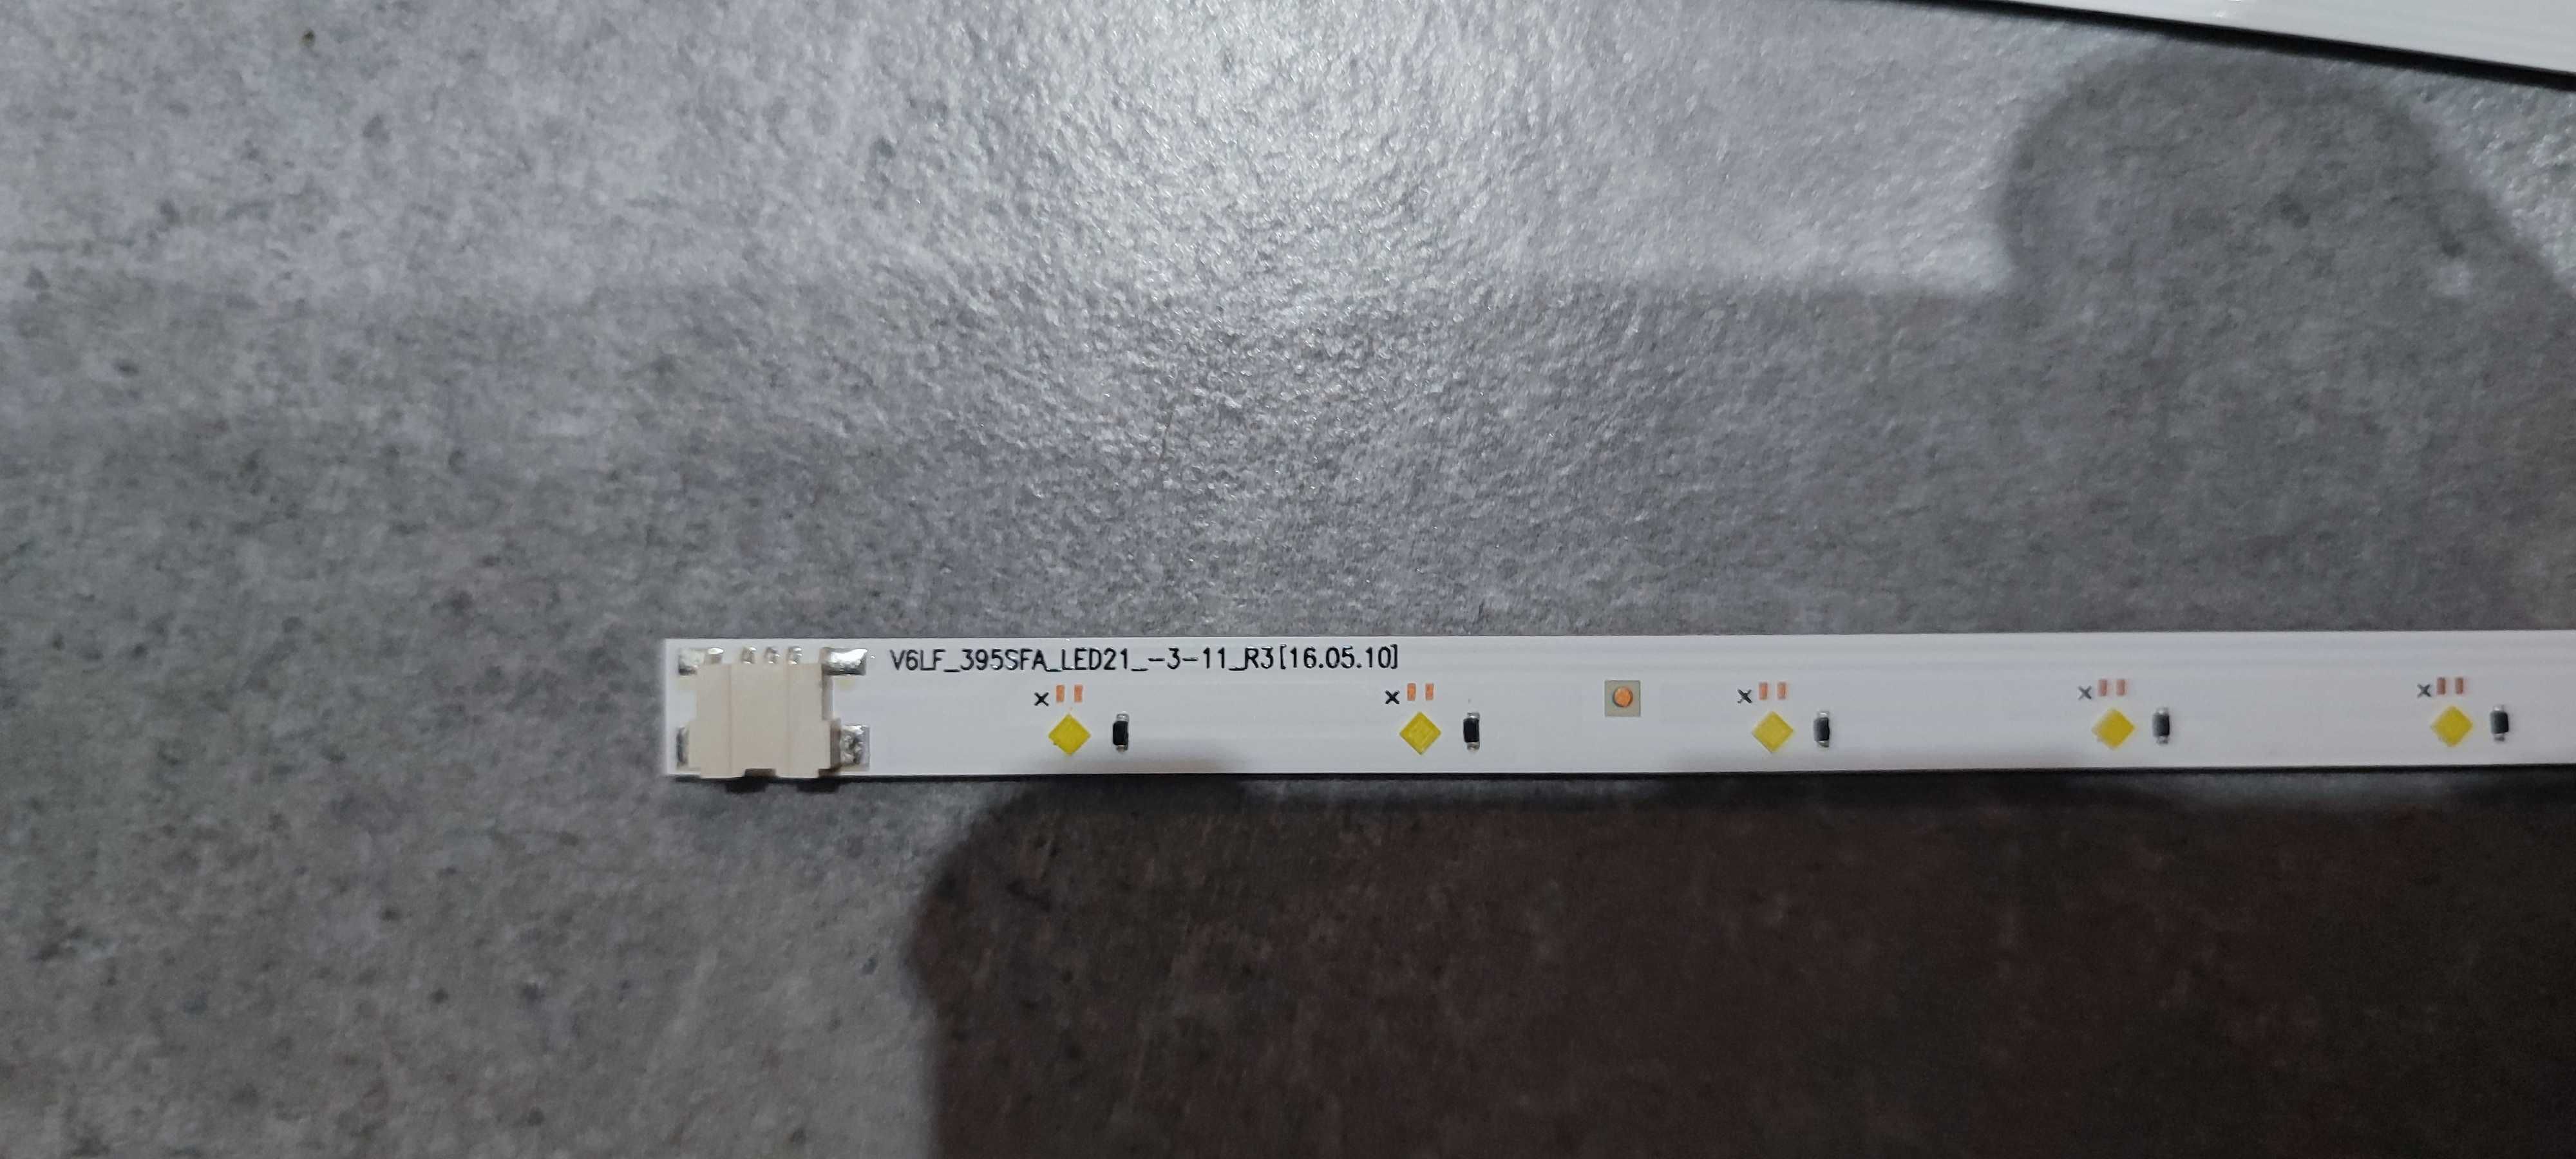 V6LF_395SFA_LED21_-3-11_R3[16.05.10]
x x x x x